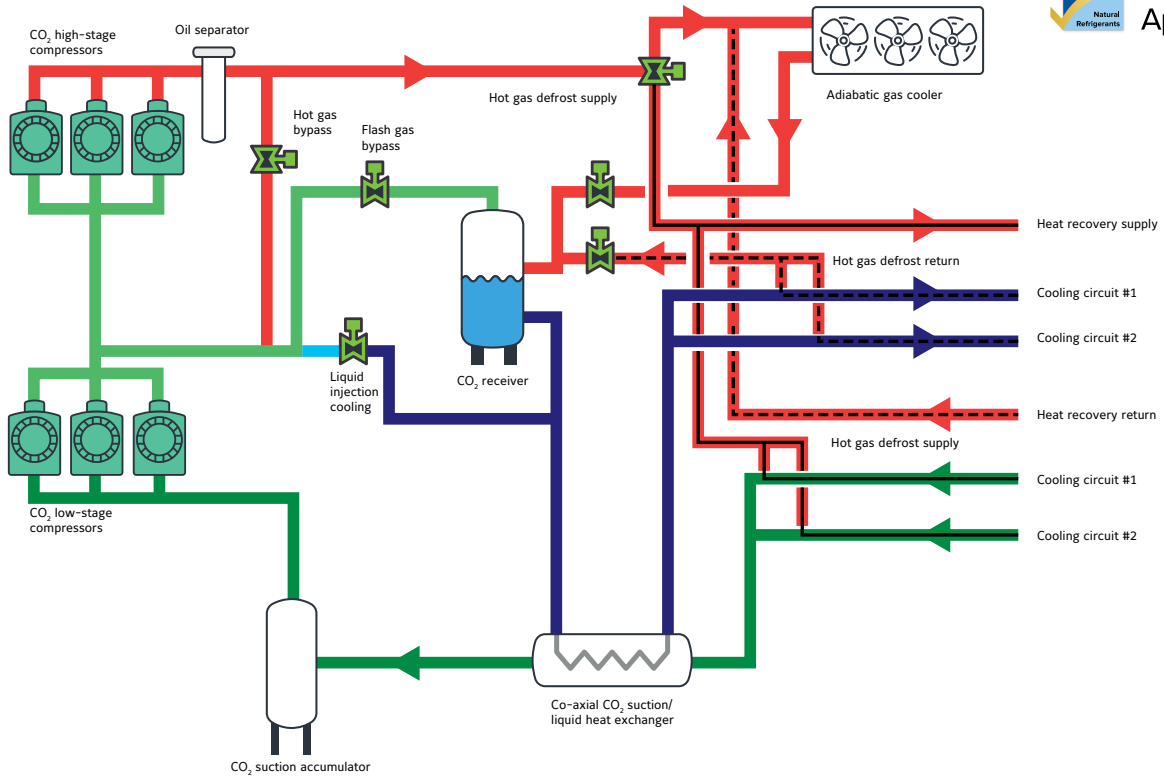 Natural
Refrigerants
Ap
CO₂ high-stage
compressors
Oil separator
Hot gas
bypass
Flash gas
bypass
Hot gas defrost supply
Adiabatic gas cooler
Heat recovery supply
Hot gas defrost return
Cooling circuit #1
Cooling circuit #2
Liquid
injection
cooling
CO₂ receiver
Heat recovery return
Hot gas defrost supply
Cooling circuit #1
CO₂ low-stage
compressors
Cooling circuit #2
Co-axial CO₂ suction/
liquid heat exchanger
CO₂ suction accumulator